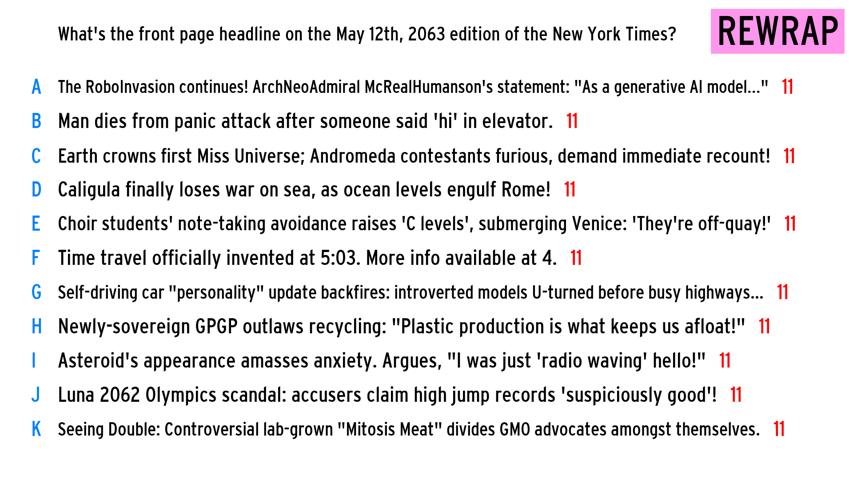 What's the front page headline on the May 12th, 2063 edition of the New York Times?
REWRAP
A The RoboInvasion continues! ArchNeoAdmiral McRealHumanson's statement: "As a generative AI model..." 11
B Man dies from panic attack after someone said 'hi' in elevator. 11
C Earth crowns first Miss Universe; Andromeda contestants furious, demand immediate recount! 11
D Caligula finally loses war on sea, as ocean levels engulf Rome! 11
E Choir students' note-taking avoidance raises 'C levels', submerging Venice: 'They're off-quay!' 11
F Time travel officially invented at 5:03. More info available at 4. 11
G Self-driving car "personality" update backfires: introverted models U-turned before busy highways... 11
H Newly-sovereign GPGP outlaws recycling: "Plastic production is what keeps us afloat!" 11
I Asteroid's appearance amasses anxiety. Argues, "I was just 'radio waving' hello!" 11
J Luna 2062 Olympics scandal: accusers claim high jump records 'suspiciously good'! 11
K Seeing Double: Controversial lab-grown "Mitosis Meat" divides GMO advocates amongst themselves. 11